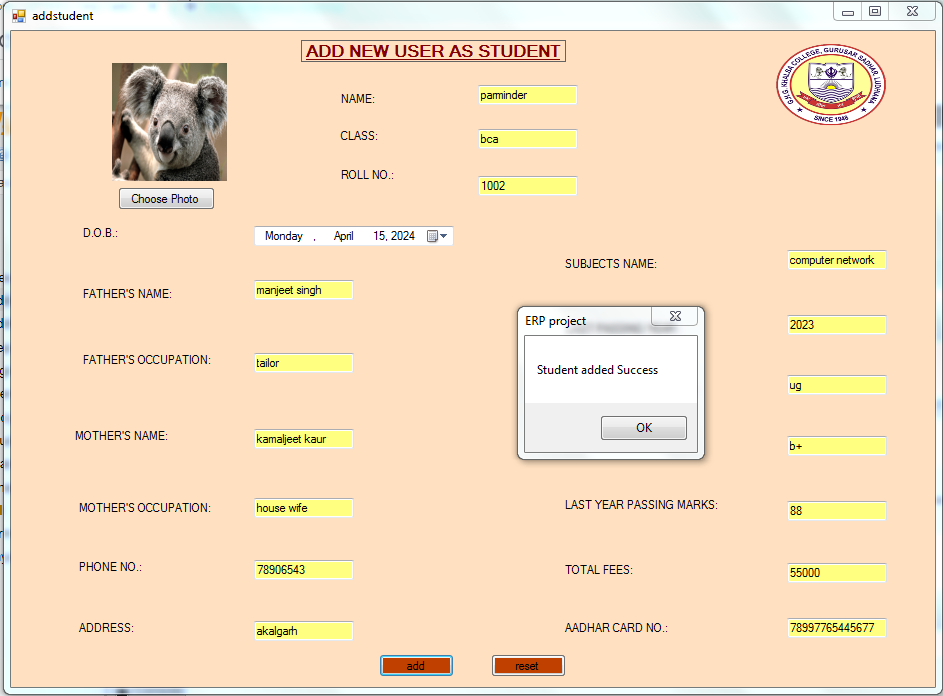 addstudent
ADD NEW USER AS STUDENT
G.H.G. KHALSA COLLEGE, GURUSAR SADHAR, LUDHIANA
SINCE 1948
NAME:
parminder
CLASS:
bca
ROLL NO.:
1002
Choose Photo
D.O.B.:
Monday , April 15, 2024
SUBJECTS NAME:
computer network
FATHER'S NAME:
manjeet singh
ERP project
2023
Student added Success
OK
FATHER'S OCCUPATION:
tailor
ug
MOTHER'S NAME:
kamaljeet kaur
b+
MOTHER'S OCCUPATION:
house wife
LAST YEAR PASSING MARKS:
88
PHONE NO.:
78906543
TOTAL FEES:
55000
ADDRESS:
akalgarh
AADHAR CARD NO.:
78997765445677
add
reset